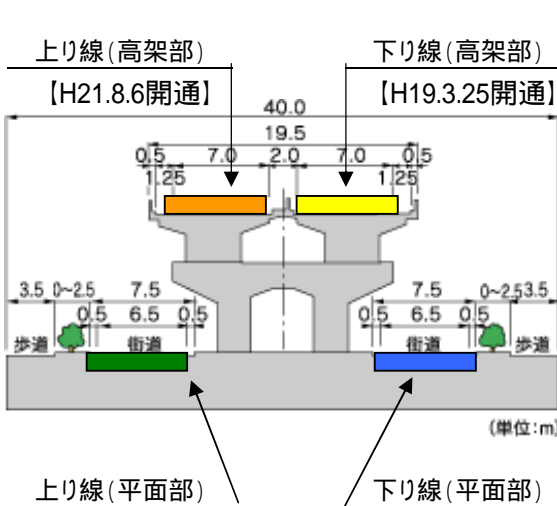 上り線(高架部) 下り線(高架部)
【H21.8.6開通】 【H19.3.25開通】
40.0
19.5
0.5 7.0 2.0 7.0 0.5
1.25 1.25
3.5 0~2.5 7.5 7.5 0~2.5 3.5
0.5 6.5 0.5 0.5 6.5 0.5
歩道 街道 街道 歩道
(単位:m)
上り線(平面部) 下り線(平面部)